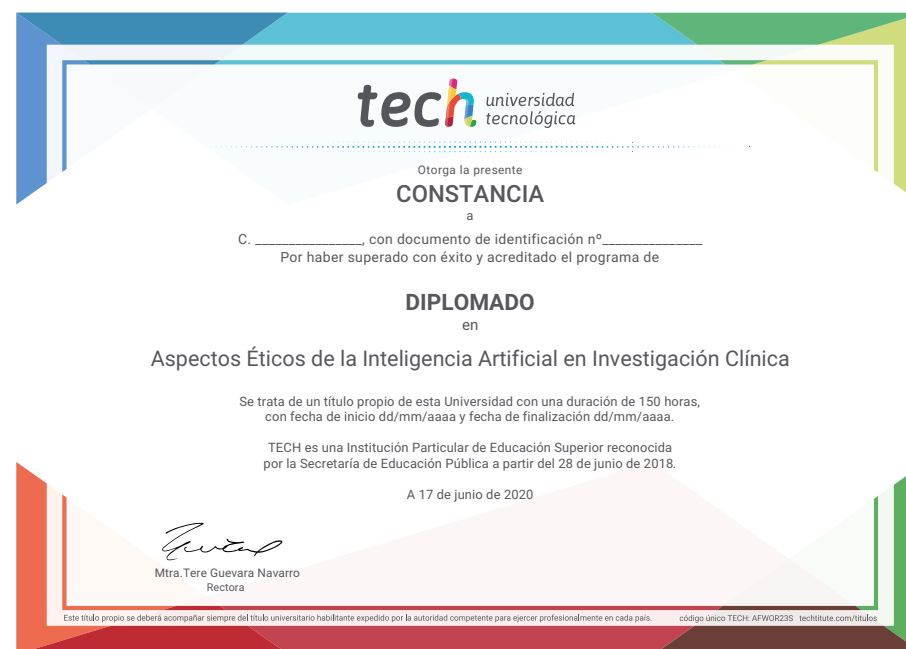 tech universidad
tecnológica
Otorga la presente
CONSTANCIA
a
C. ________________, con documento de identificación nº_______________
Por haber superado con éxito y acreditado el programa de
DIPLOMADO
en
Aspectos Éticos de la Inteligencia Artificial en Investigación Clínica
Se trata de un título propio de esta Universidad con una duración de 150 horas,
con fecha de inicio dd/mm/aaaa y fecha de finalización dd/mm/aaaa.
TECH es una Institución Particular de Educación Superior reconocida
por la Secretaría de Educación Pública a partir del 28 de junio de 2018.
A 17 de junio de 2020
Mtra.Tere Guevara Navarro
Rectora
Este título propio se deberá acompañar siempre del título universitario habilitante expedido por la autoridad competente para ejercer profesionalmente en cada país. código único TECH: AFWOR23S techtitute.com/titulos